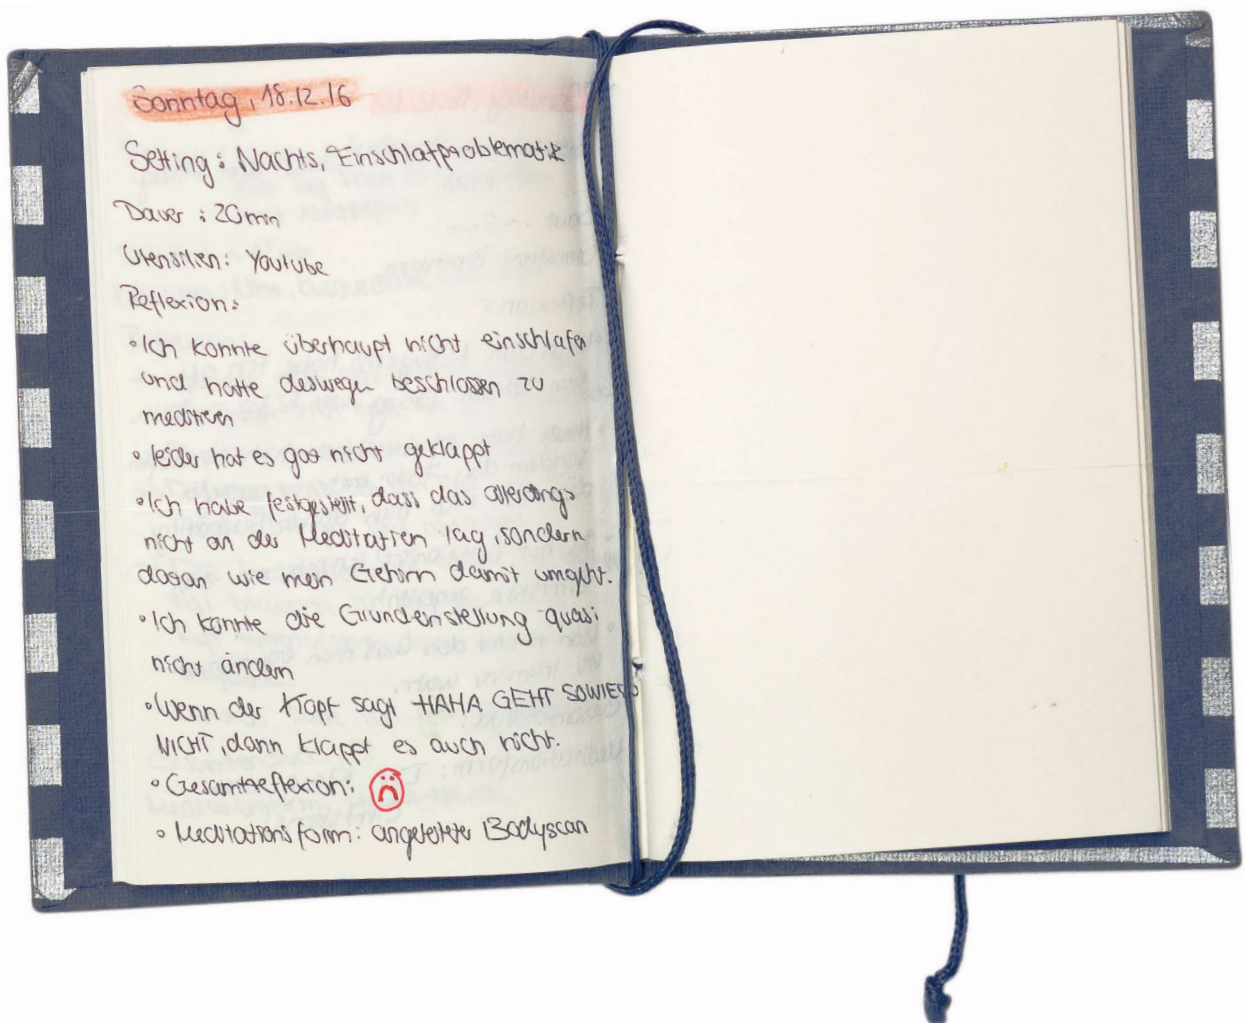 Sonntag, 18.12.16
Setting: Nachts, Einschlafproblematik
Dauer: 20min
Utensilien: Youtube
Reflexion:
• Ich konnte überhaupt nicht einschlafen
und hatte deswegen beschlossen zu
meditieren
• leider hat es gar nicht geklappt
• Ich habe festgestellt, dass das allerdings
nicht an der Meditation lag, sondern
daran wie mein Gehirn damit umgeht.
• Ich konnte die Grundeinstellung quasi
nicht ändern
• Wenn der Kopf sagt HAHA GEHT SOWIESO
NICHT, dann klappt es auch nicht.
• Gesamtreflexion:
• Meditationsform: angeleiteter Bodyscan